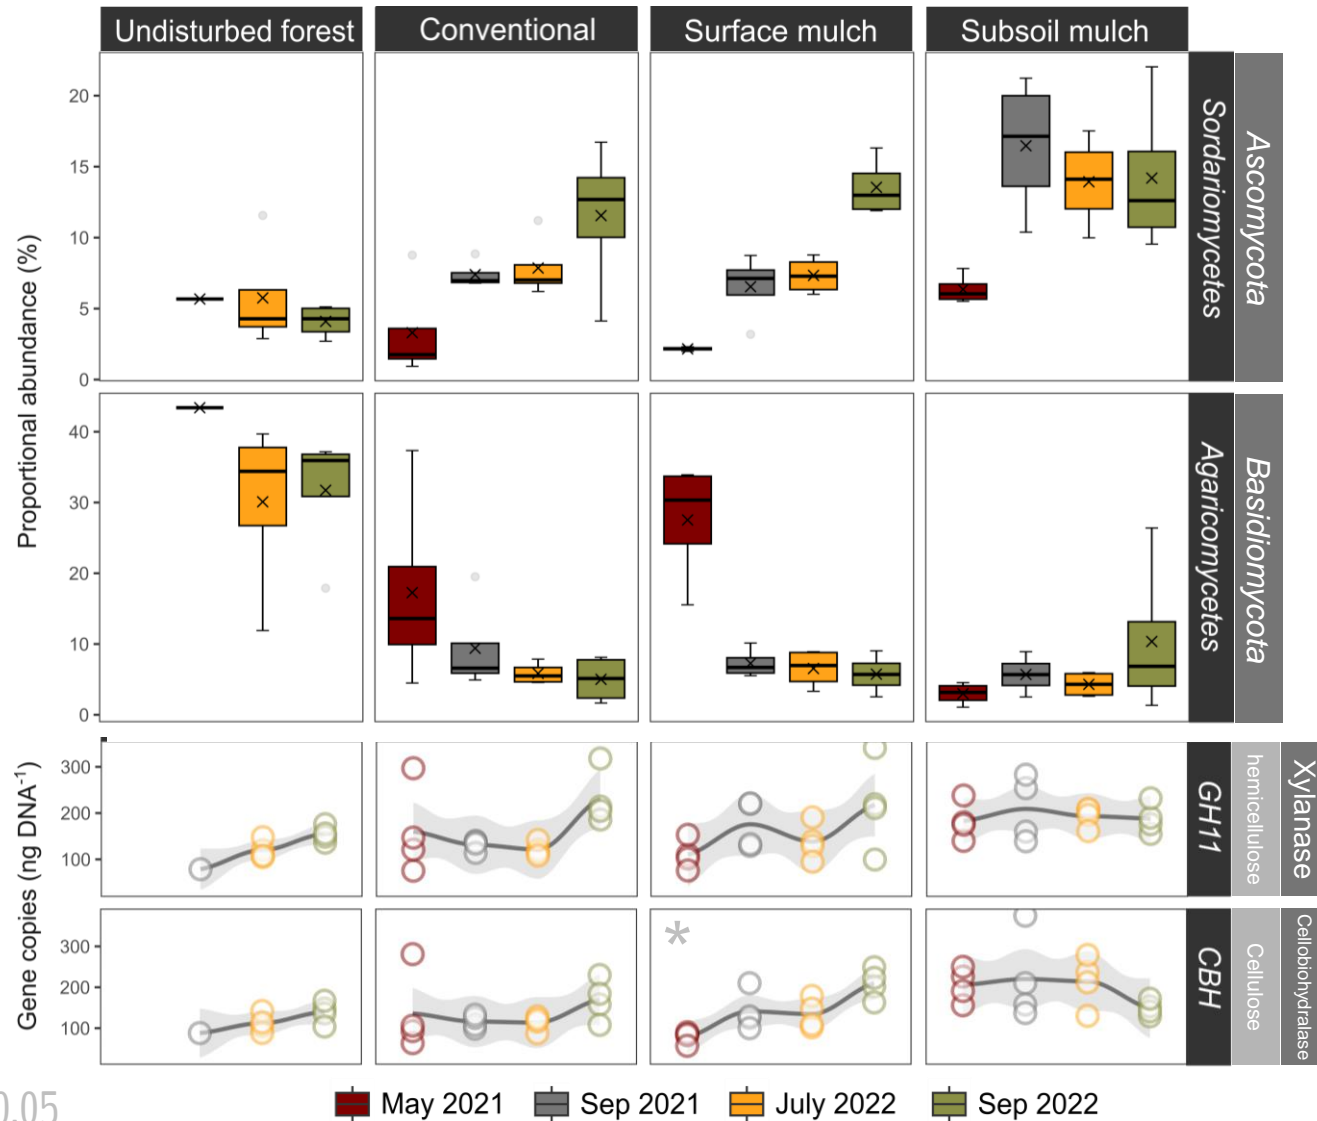 Undisturbed forest
Conventional
Surface mulch
Subsoil mulch
Proportional abundance (%)
20
15
10
5
0
Sordariomycetes
Ascomycota
40
30
20
10
0
Agaricomycetes
Basidiomycota
Gene copies (ng DNA-1)
300
200
100
GH11
hemicellulose
Xylanase
300
200
100
*
CBH
Cellulose
Cellobiohydralase
0.05
May 2021
Sep 2021
July 2022
Sep 2022